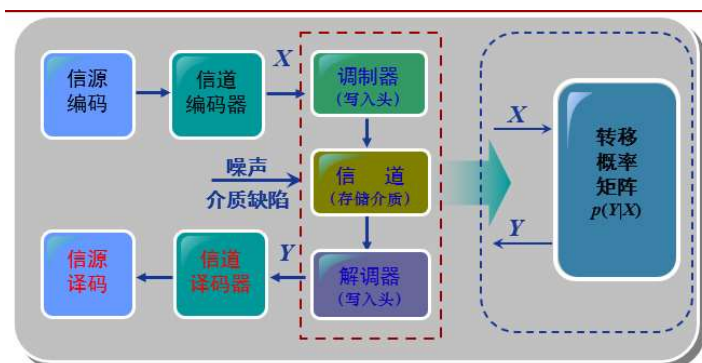 信源
编码
信道
编码器
X
调制器
(写入头)
噪声
介质缺陷
信 道
(存储介质)
信源
译码
信道
译码器
Y
解调器
(写入头)
X
Y
转移
概率
矩阵
p(Y|X)